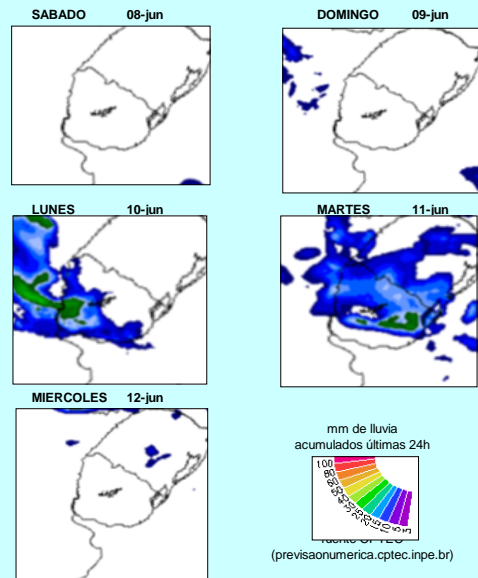 SABADO 08-jun
DOMINGO 09-jun
LUNES 10-jun
MARTES 11-jun
MIERCOLES 12-jun
mm de lluvia
acumulados últimas 24h
100
80
(previsaonumerica.cptec.inpe.br)